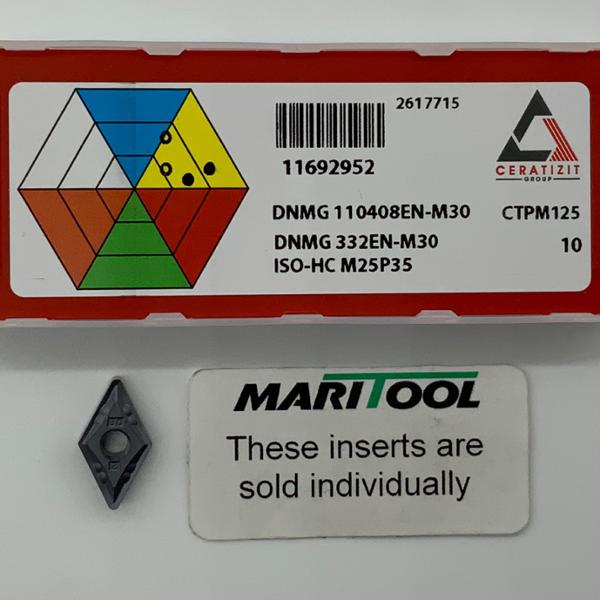 2617715
11692952
CERATIZIT
GROUP
DNMG 110408EN-M30 CTPM125
DNMG 332EN-M30 10
ISO-HC M25P35
MARITOOL
These inserts are
sold individually